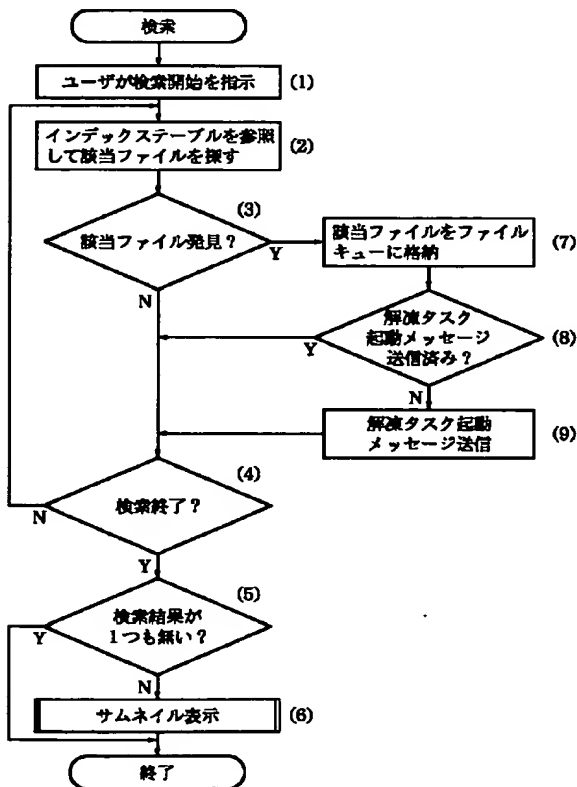 検索
ユーザが検索開始を指示
(1)
インデックステーブルを参照
して該当ファイルを探す
(2)
該当ファイル発見?
(3)
Y
N
該当ファイルをファイル
キューに格納
(7)
解凍タスク
起動メッセージ
送信済み?
(8)
Y
N
解凍タスク起動
メッセージ送信
(9)
検索終了?
(4)
N
Y
検索結果が
1つも無い?
(5)
Y
N
サムネイル表示
(6)
終了